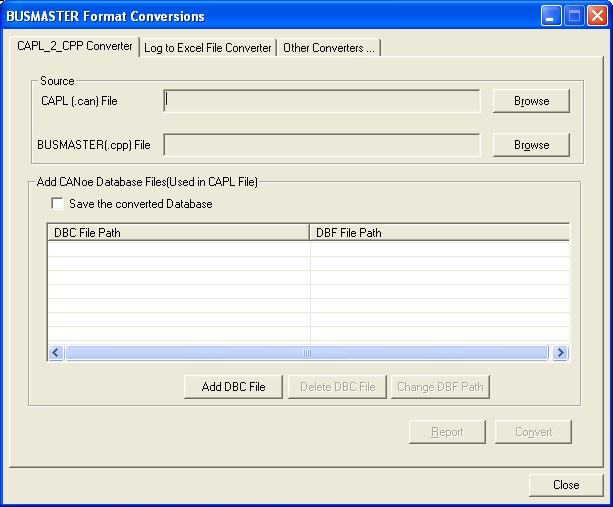 BUSMASTER Format Conversions
CAPL_2_CPP Converter Log to Excel File Converter Other Converters ...
Source
CAPL (.can) File Browse
BUSMASTER(.cpp) File Browse
Add CANoe Database Files(Used in CAPL File)
Save the converted Database
DBC File Path DBF File Path
Add DBC File Delete DBC File Change DBF Path
Report Convert
Close